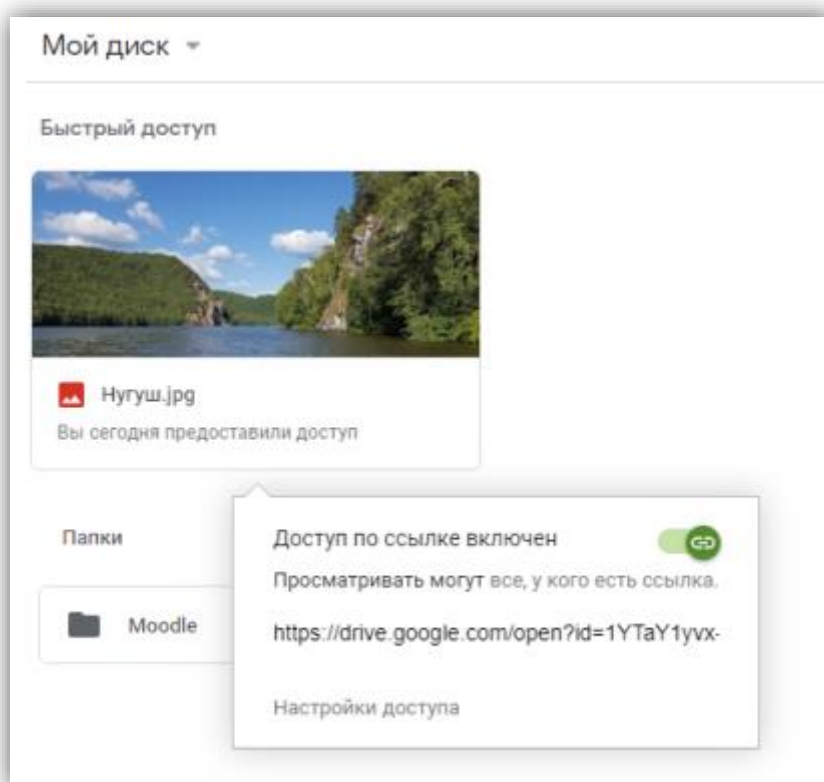 Мой диск
Быстрый доступ
Нугуш.jpg
Вы сегодня предоставили доступ
Папки
Moodle
Доступ по ссылке включен
Просматривать могут все, у кого есть ссылка.
https://drive.google.com/open?id=1YTaY1yvx-
Настройки доступа